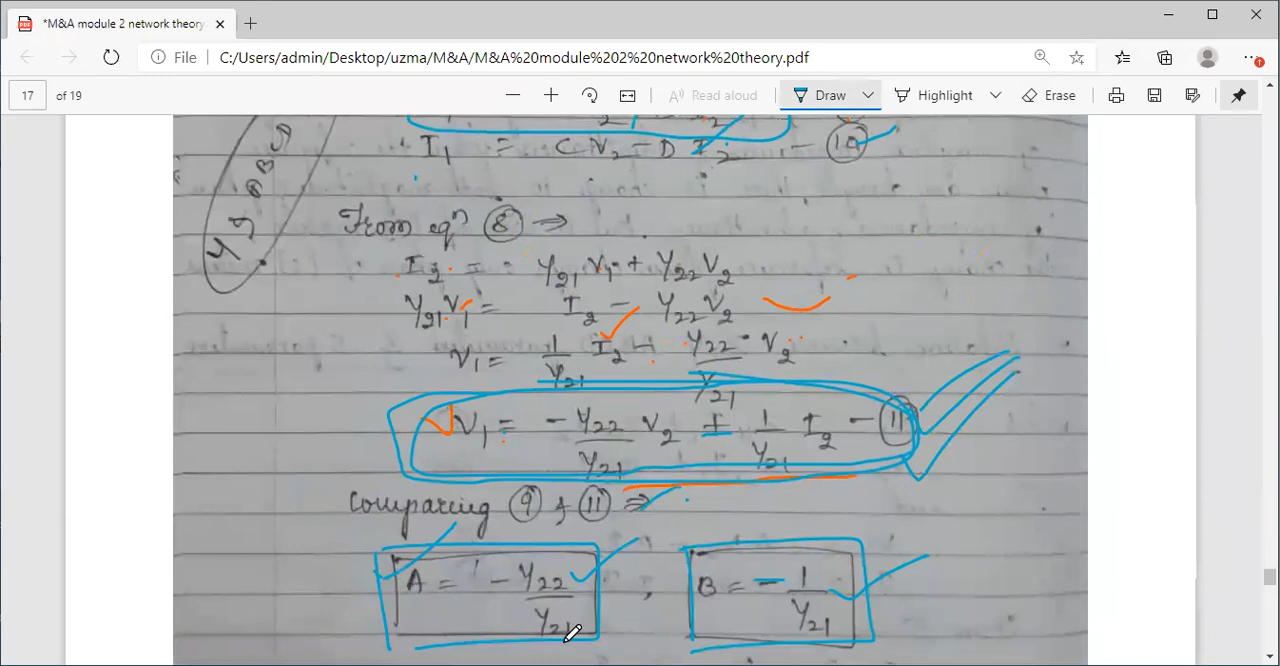 *M&A module 2 network theory
File C:/Users/admin/Desktop/uzma/M&A/M&A%20module%202%20network%20theory.pdf
17 of 19 Read aloud Draw Highlight Erase
I₁ = C V₂ - D I₂ - (10)
From eqⁿ (8) ⇒
I₂ = Y₂₁ V₁ + Y₂₂ V₂
Y₂₁ V₁ = I₂ - Y₂₂ V₂
V₁ = 1/Y₂₁ I₂ - Y₂₂/Y₂₁ V₂
V₁ = - Y₂₂/Y₂₁ V₂ + 1/Y₂₁ I₂ - (11)
Comparing (9) & (11) ⇒
A = - Y₂₂/Y₂₁ , B = - 1/Y₂₁